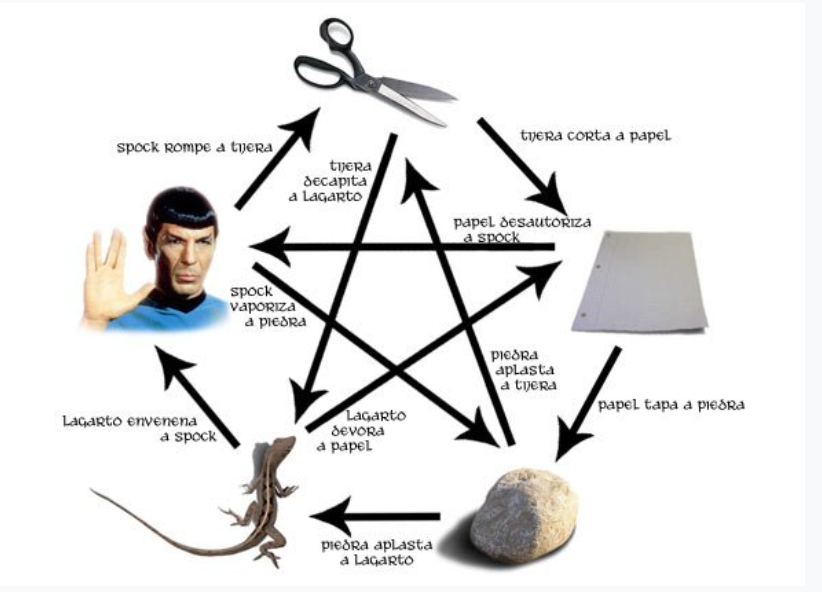 tijera corta a papel
spock rompe a tijera
tijera
decapita
a lagarto
papel desautoriza
a spock
spock
vaporiza
a piedra
piedra
aplasta
a tijera
papel tapa a piedra
lagarto
devora
a papel
lagarto envenena
a spock
piedra aplasta
a lagarto